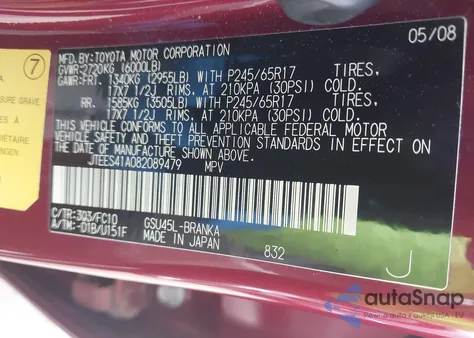 05/08
MFD.BY: TOYOTA MOTOR CORPORATION
GVWR: 2720KG (6000LB)
GAWR:FRT. 1340KG (2955LB) WITH P245/65R17 TIRES,
17X7 1/2J RIMS, AT 210KPA (30PSI) COLD.
RR. 1585KG (3505LB) WITH P245/65R17 TIRES,
17X7 1/2J RIMS, AT 210KPA (30PSI) COLD.
THIS VEHICLE CONFORMS TO ALL APPLICABLE FEDERAL MOTOR
VEHICLE SAFETY AND THEFT PREVENTION STANDARDS IN EFFECT ON
THE DATE OF MANUFACTURE SHOWN ABOVE.
JTEES41A082089479 MPV
C/TR: 3Q3/FC10 GSU45L-BRANKA
A/TM: -01B/U151F MADE IN JAPAN 832
J
7
SURE GRAVE
autoSnap